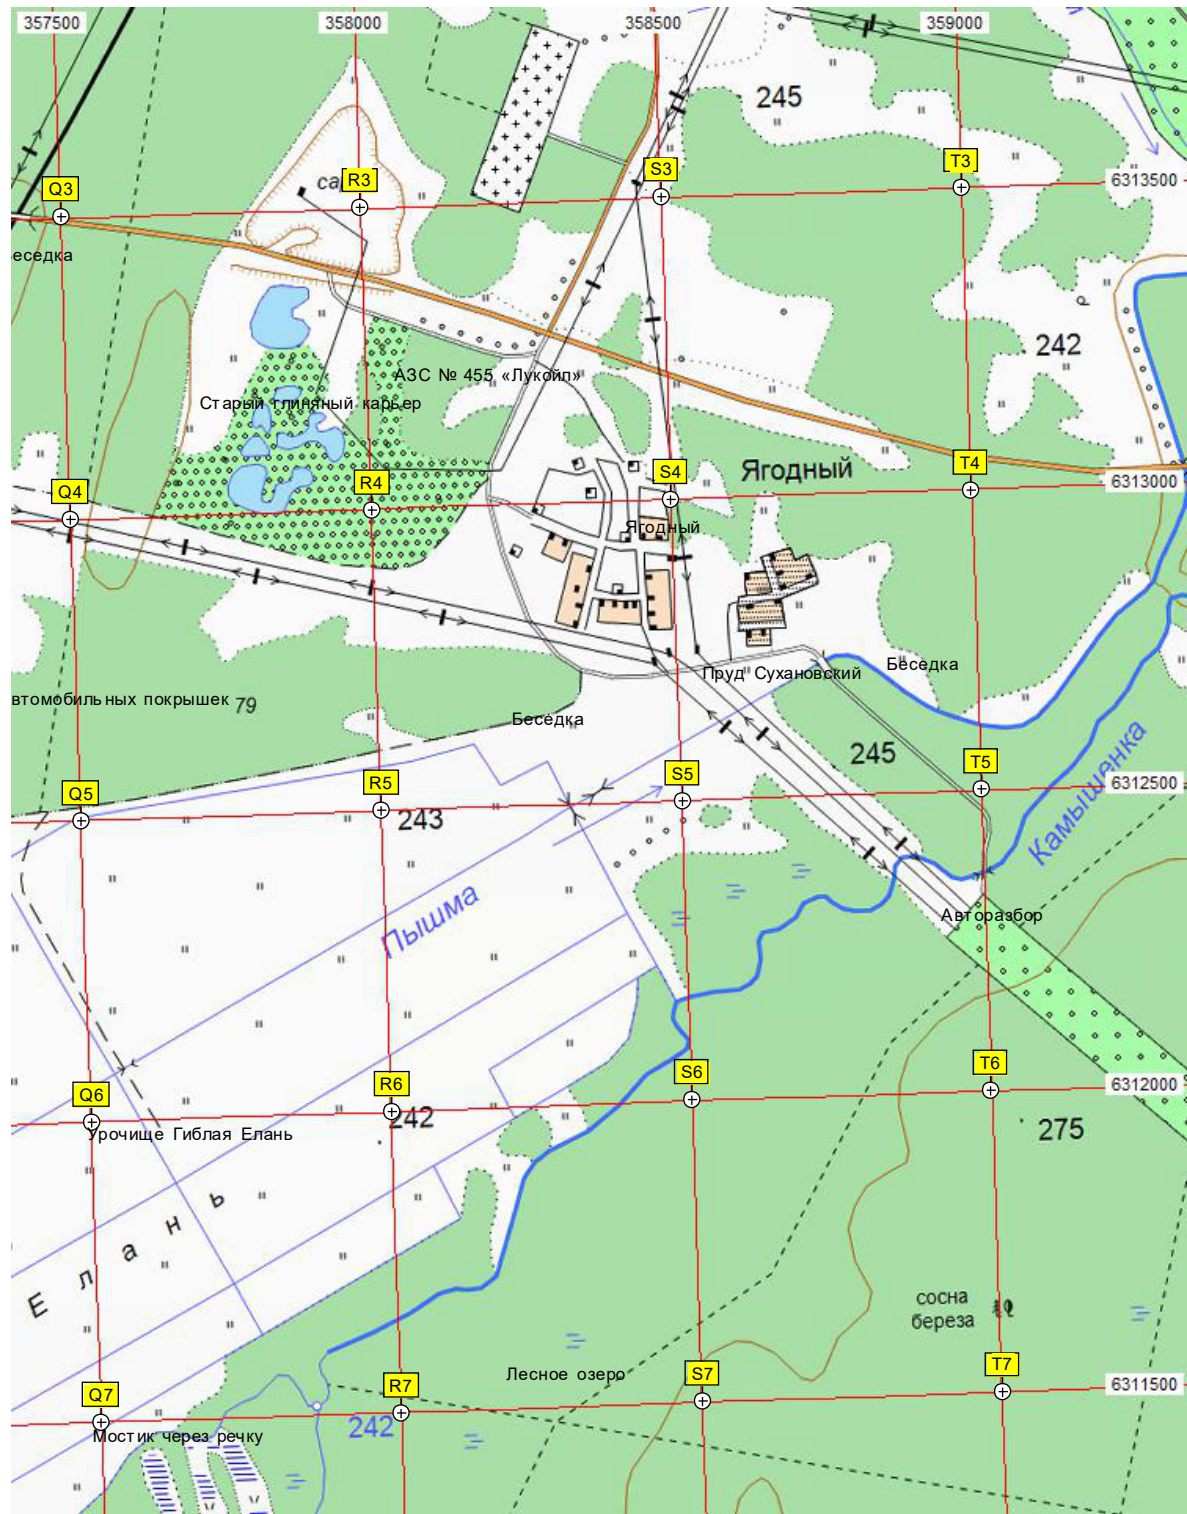 357500 358000 358500 359000
245
S3
T3
R3
6313500
Q3
еседка
242
АЗС № 455 «Лукойл»
Старый глиняный карьер
S4
Ягодный
T4
R4
6313000
Q4
Ягодный
Беседка
Пруд Сухановский
втомобильных покрышек 79
Беседка
245
T5
S5
R5
6312500
Q5
243
Камышенка
Пышма
Авторазбор
T6
S6
R6
6312000
Q6
242
275
Урочище Гиблая Елань
Елань
сосна
береза
Лесное озеро
T7
S7
R7
6311500
Q7
242
Мостик через речку